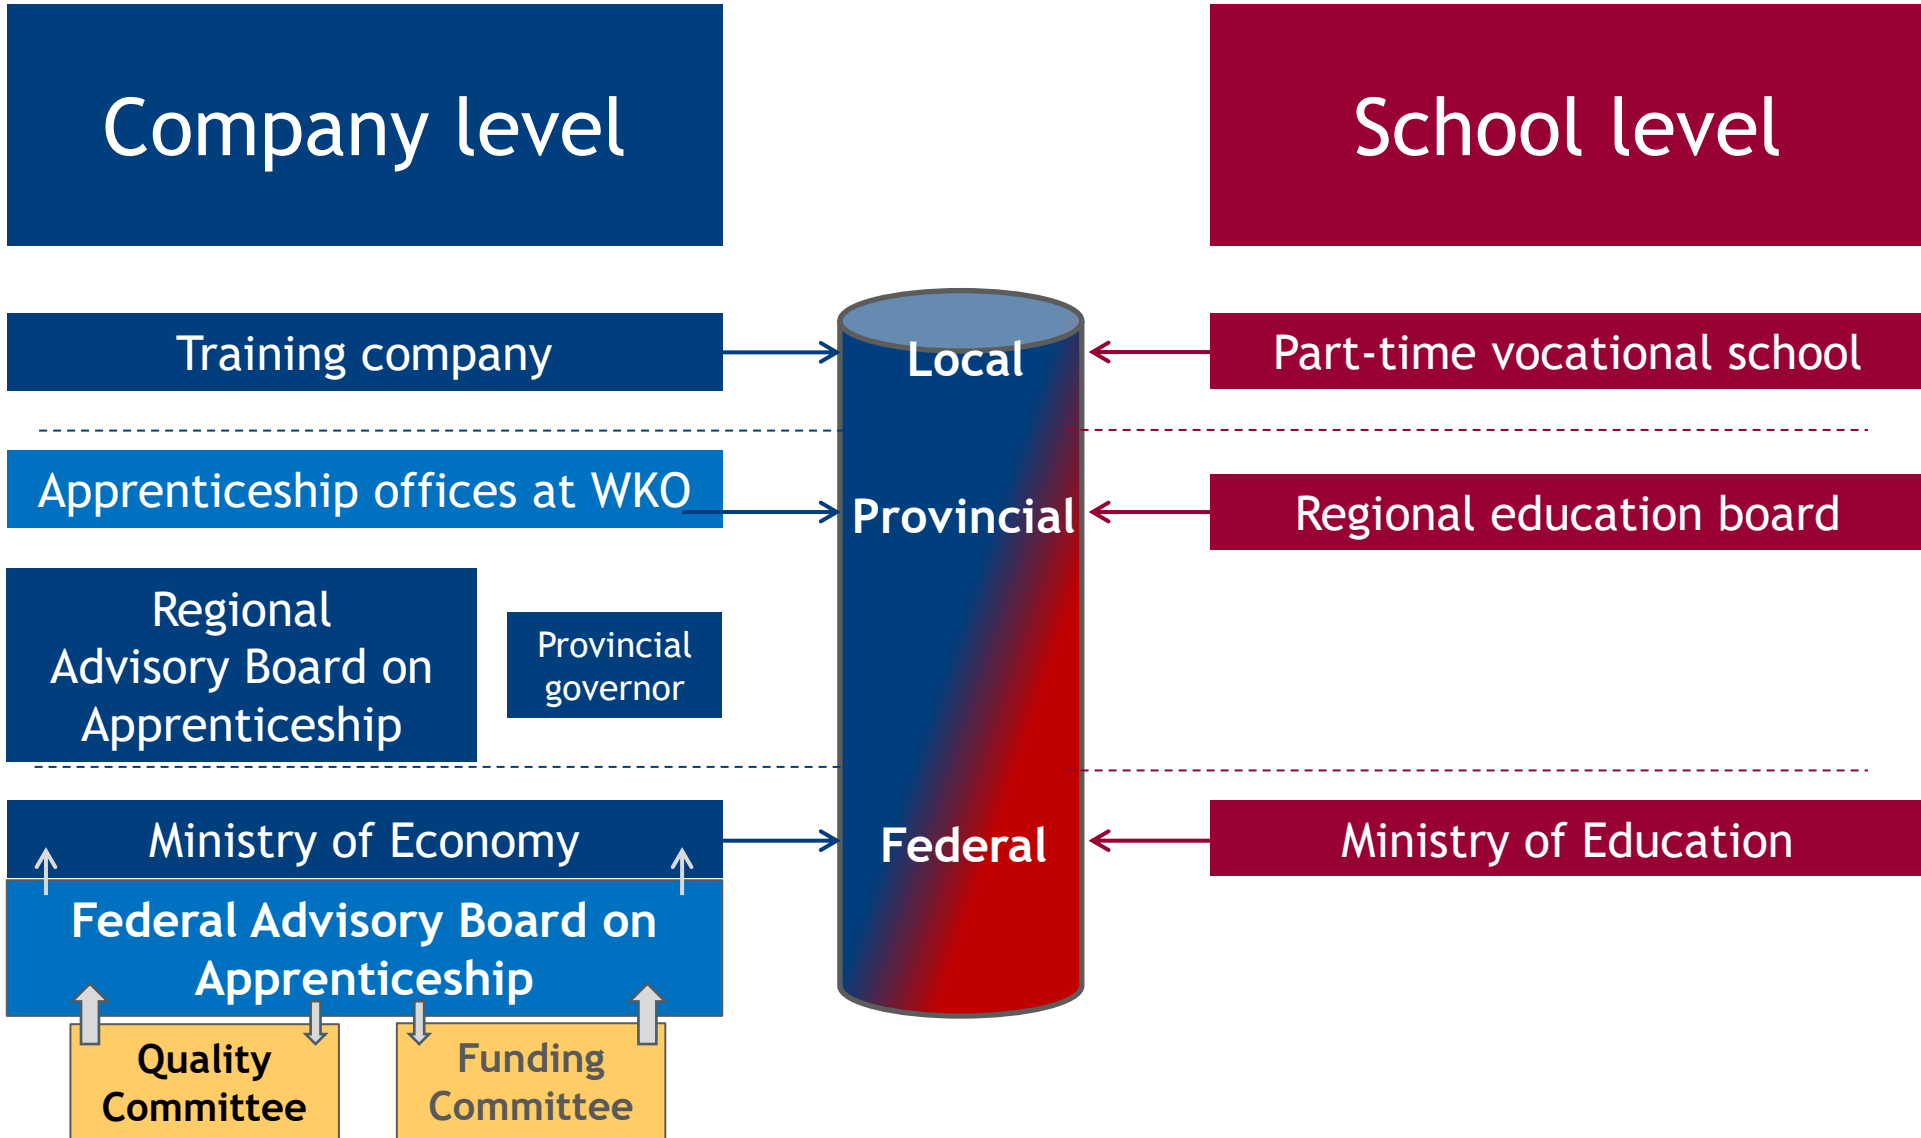 Company level
School level
Training company
Local
Part-time vocational school
Apprenticeship offices at WKO
Provincial
Regional education board
Regional
Advisory Board on
Apprenticeship
Provincial
governor
Ministry of Economy
Federal
Ministry of Education
Federal Advisory Board on
Apprenticeship
Quality
Committee
Funding
Committee